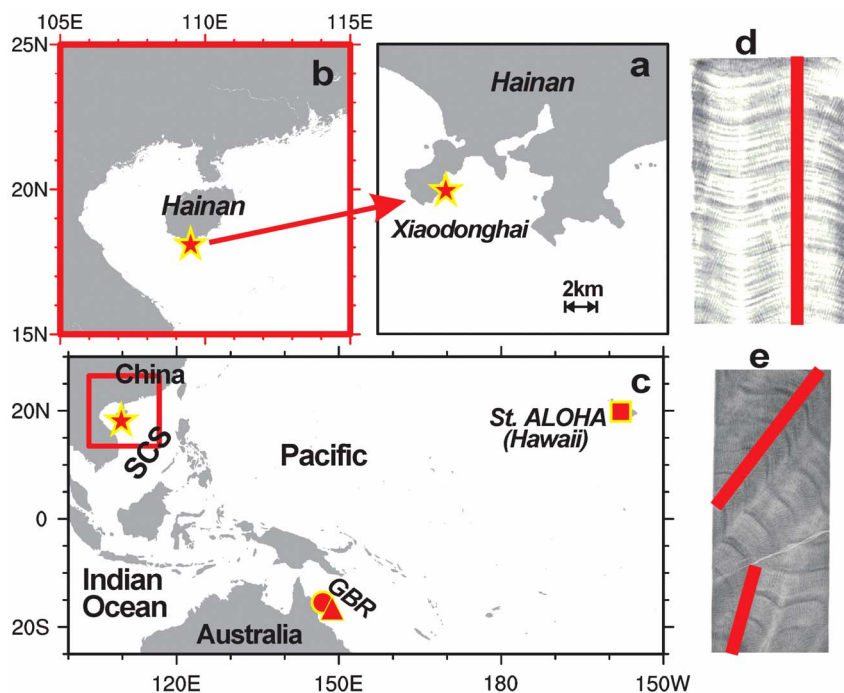 105E 110E 115E
25N
20N
15N
b
Hainan
a
Hainan
Xiaodonghai
2km
d
e
c
China
SCS
Pacific
St. ALOHA
(Hawaii)
Indian
Ocean
GBR
Australia
20N
0
20S
120E 150E 180 150W